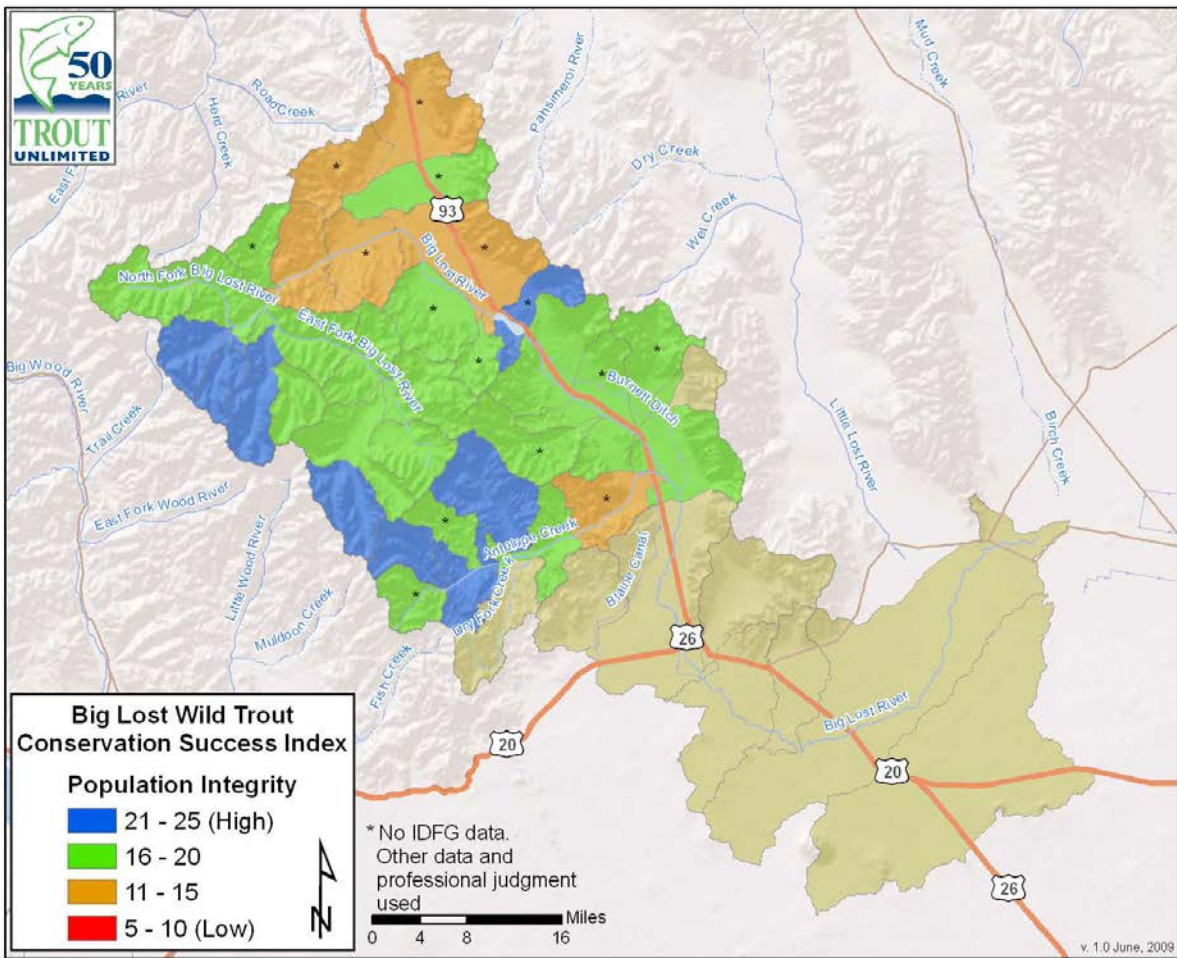 50
YEARS
TROUT
UNLIMITED
River
East Fork
Herd Creek
Road Creek
Pahsimeroi River
Mud Creek
Dry Creek
Wet Creek
*
*
*
93
Big Lost River
*
*
*
North Fork Big Lost River
*
*
East Fork Big Lost River
*
*
*
Burnett Ditch
Big Wood River
Trail Creek
Little Lost River
Birch Creek
*
*
East Fork Wood River
*
Antelope Creek
Little Wood River
Blaine Canal
*
Dry Fork Creek
Muldoon Creek
Fish Creek
26
Big Lost River
20
20
26
Big Lost Wild Trout
Conservation Success Index
Population Integrity
21 - 25 (High)
16 - 20
11 - 15
5 - 10 (Low)
N
* No IDFG data.
Other data and
professional judgment
used
Miles
0 4 8 16
v. 1.0 June, 2009